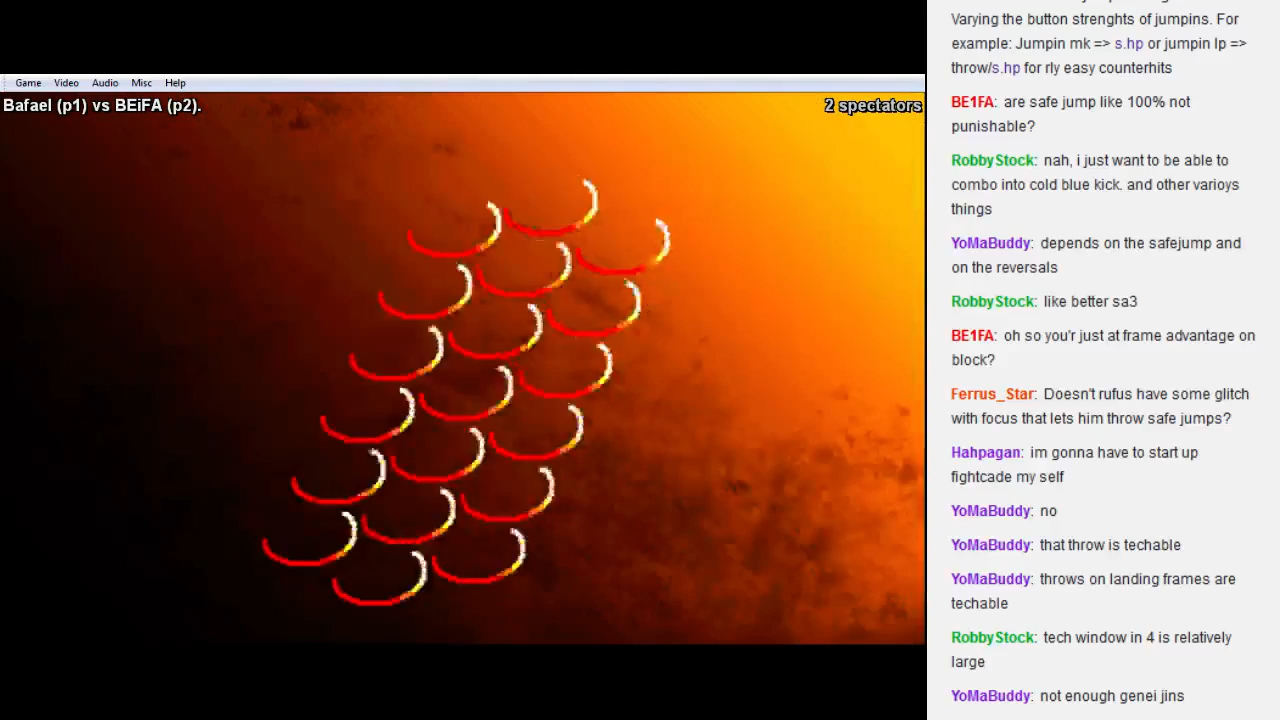 Game Video Audio Misc Help
Bafael (p1) vs BEiFA (p2).
2 spectators
Varying the button strenghts of jumpins. For
example: Jumpin mk => s.hp or jumpin lp =>
throw/s.hp for rly easy counterhits
BE1FA: are safe jump like 100% not
punishable?
RobbyStock: nah, i just want to be able to
combo into cold blue kick. and other varioys
things
YoMaBuddy: depends on the safejump and
on the reversals
RobbyStock: like better sa3
BE1FA: oh so you'r just at frame advantage on
block?
Ferrus_Star: Doesn't rufus have some glitch
with focus that lets him throw safe jumps?
Hahpagan: im gonna have to start up
fightcade my self
YoMaBuddy: no
YoMaBuddy: that throw is techable
YoMaBuddy: throws on landing frames are
techable
RobbyStock: tech window in 4 is relatively
large
YoMaBuddy: not enough genei jins